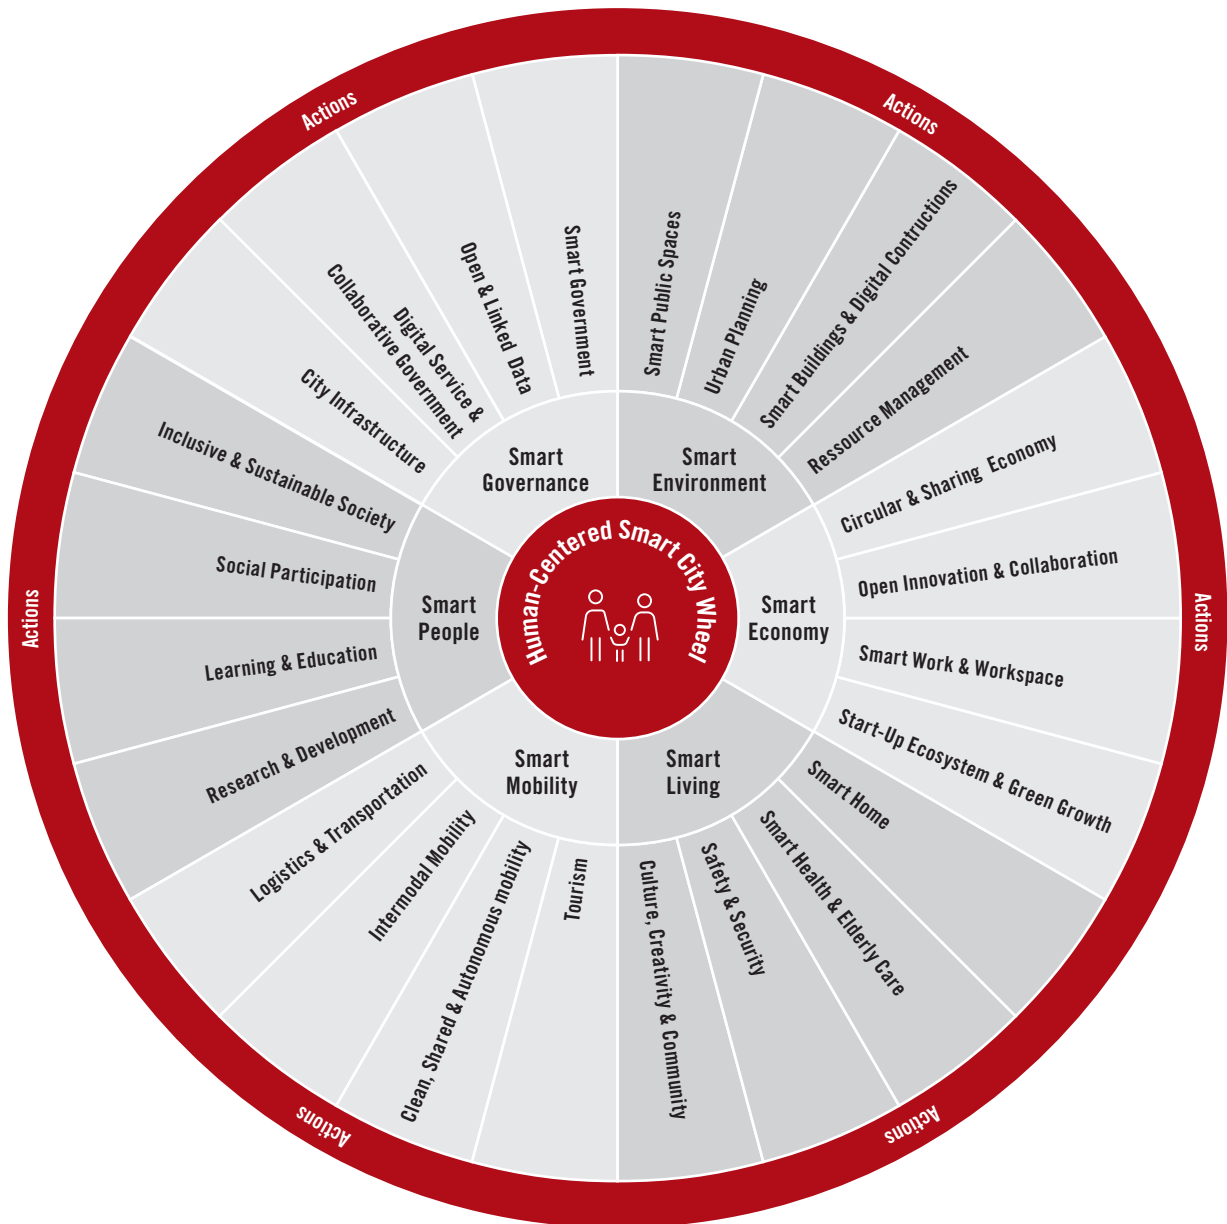 Human-Centered Smart City Wheel
Smart
Environment
Smart Public Spaces
Urban Planning
Smart Buildings & Digital Contructions
Ressource Management
Actions
Smart
Economy
Circular & Sharing Economy
Open Innovation & Collaboration
Smart Work & Workspace
Start-Up Ecosystem & Green Growth
Actions
Smart
Living
Smart Home
Smart Health & Elderly Care
Safety & Security
Culture, Creativity & Community
Actions
Smart
Mobility
Tourism
Clean, Shared & Autonomous mobility
Intermodal Mobility
Logistics & Transportation
Actions
Smart
People
Research & Development
Learning & Education
Social Participation
Inclusive & Sustainable Society
Actions
Smart
Governance
City Infrastructure
Digital Service &
Collaborative Government
Open & Linked Data
Smart Government
Actions